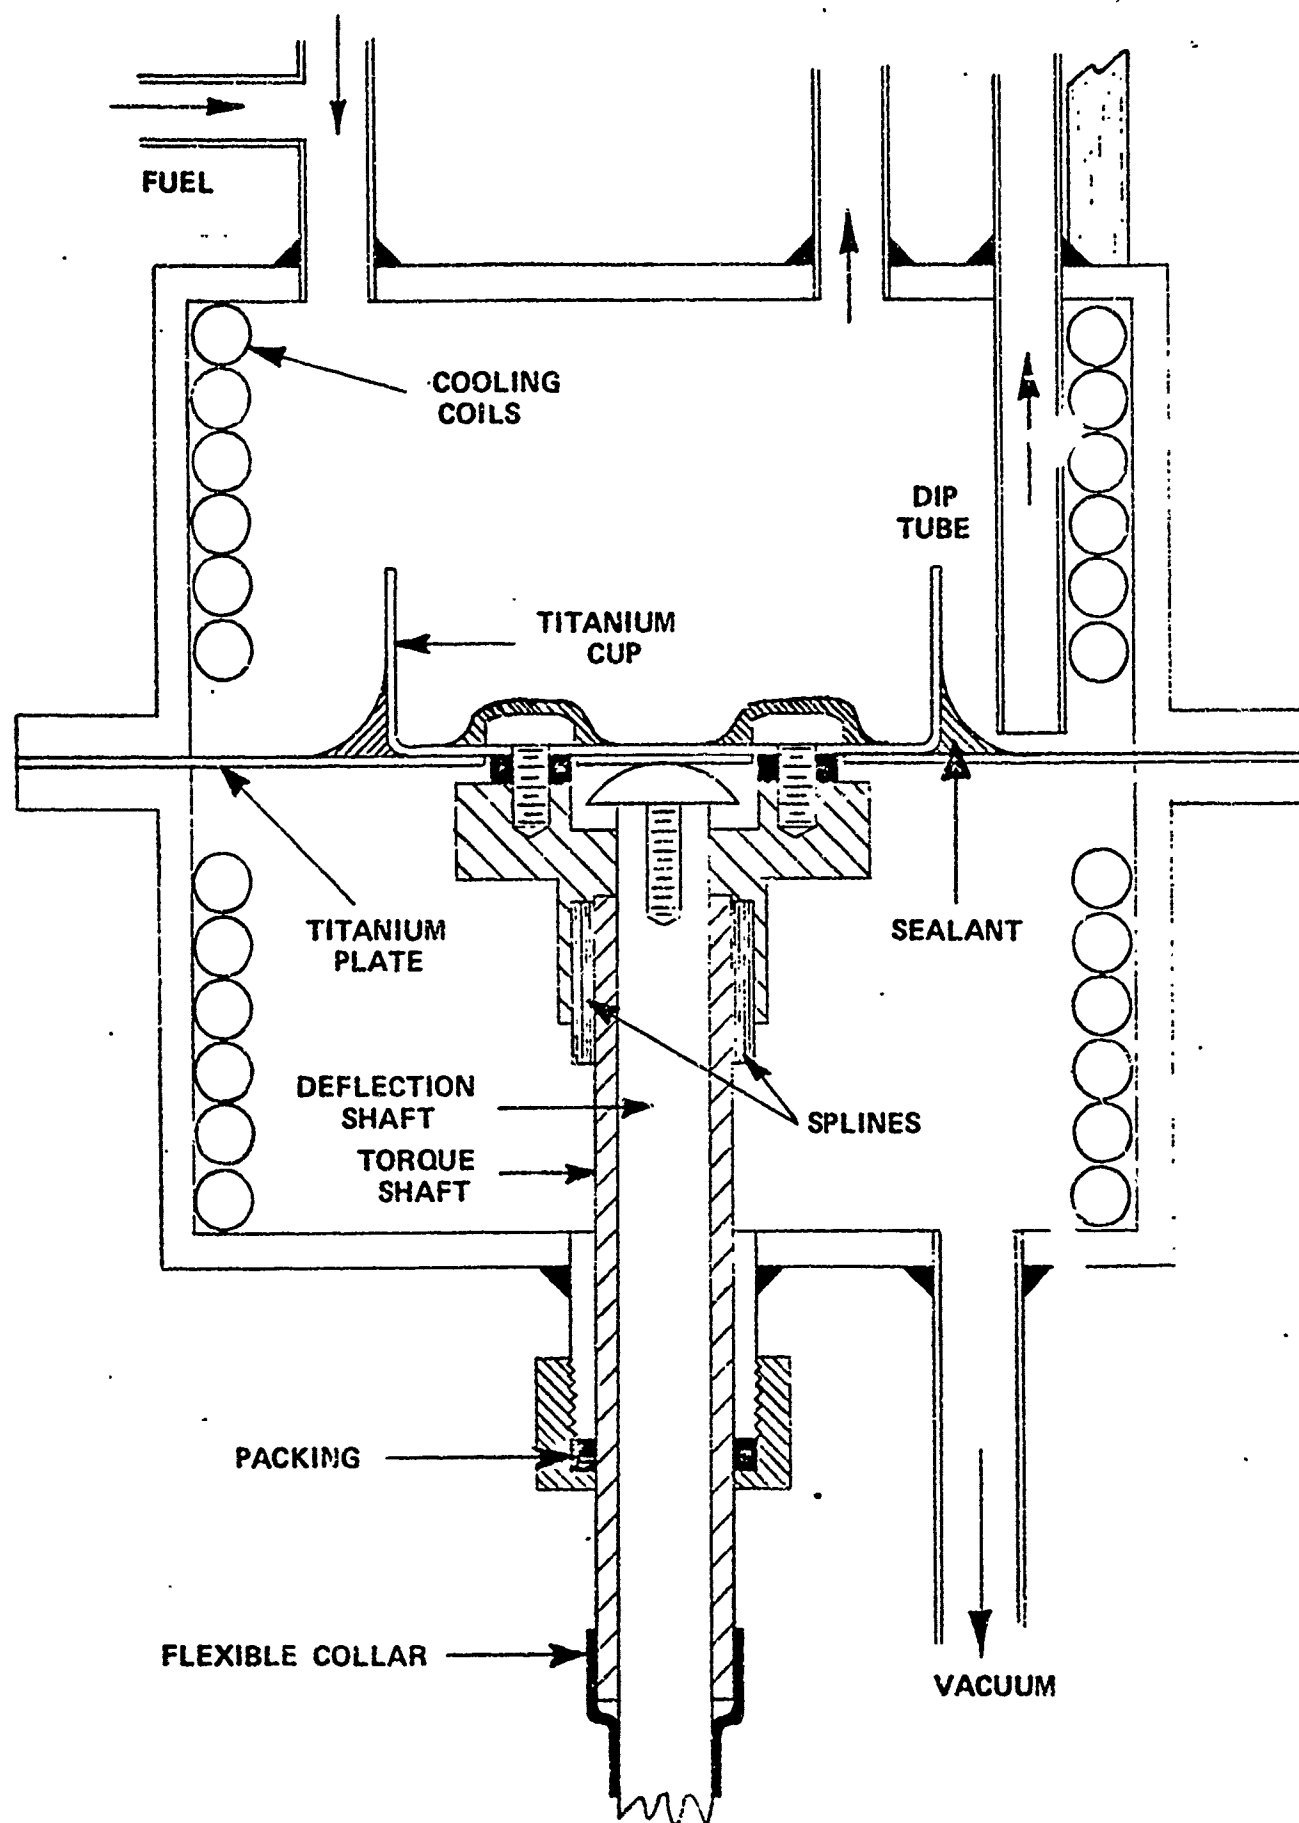 FUEL
COOLING
COILS
DIP
TUBE
TITANIUM
CUP
TITANIUM
PLATE
SEALANT
DEFLECTION
SHAFT
SPLINES
TORQUE
SHAFT
PACKING
FLEXIBLE COLLAR
VACUUM